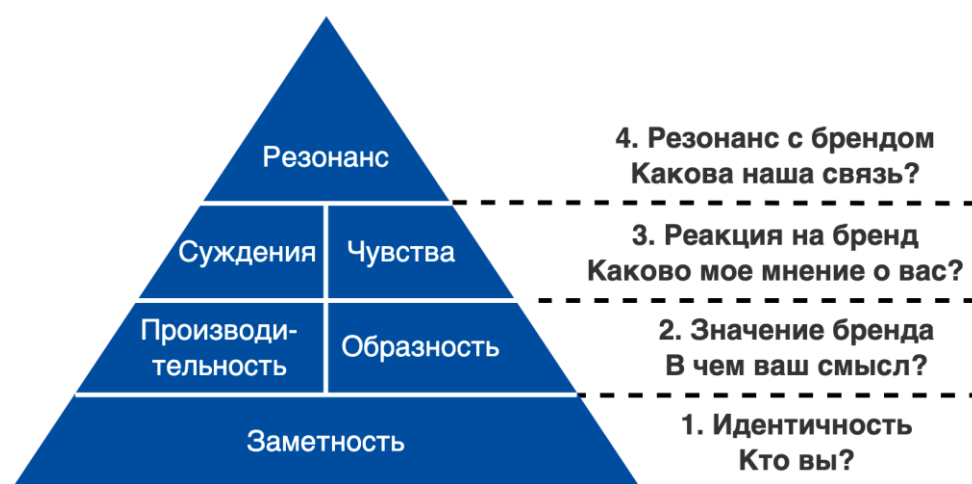 Резонанс
4. Резонанс с брендом
Какова наша связь?
Суждения
Чувства
3. Реакция на бренд
Каково мое мнение о вас?
Производи-
тельность
Образность
2. Значение бренда
В чем ваш смысл?
Заметность
1. Идентичность
Кто вы?